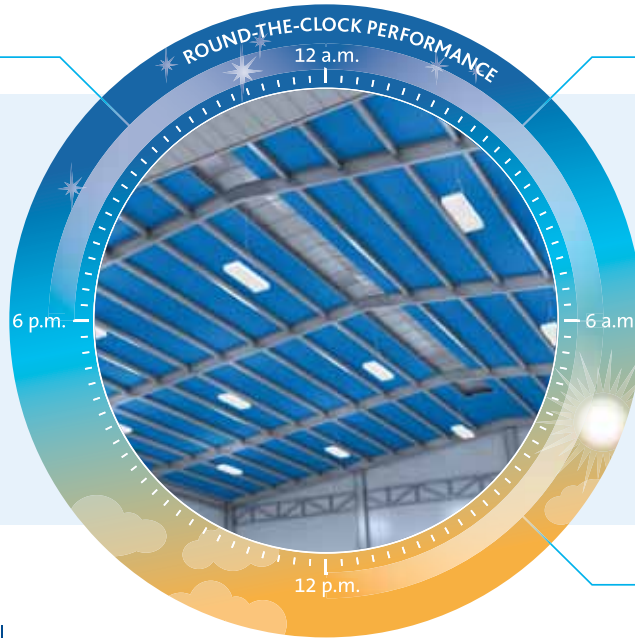 ROUND-THE-CLOCK PERFORMANCE
12 a.m.
6 p.m.
6 a.m
12 p.m.